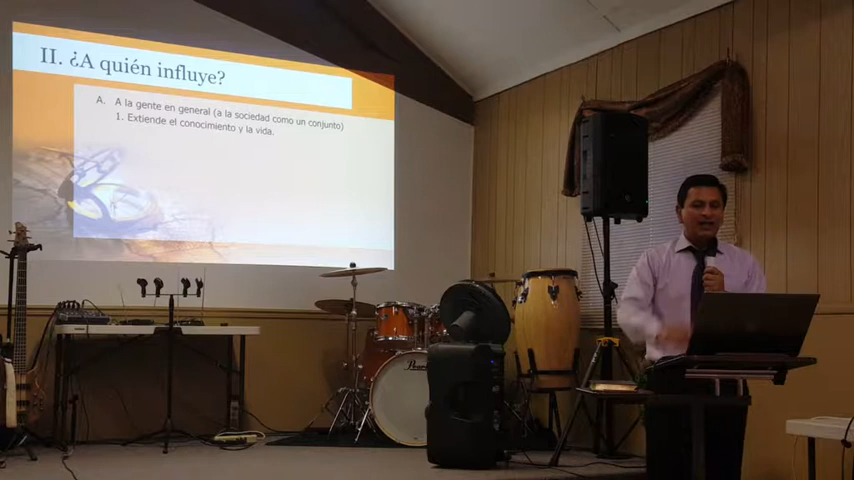 II. ¿A quién influye?
A. A la gente en general (a la sociedad como un conjunto)
1. Extiende el conocimiento y la vida.